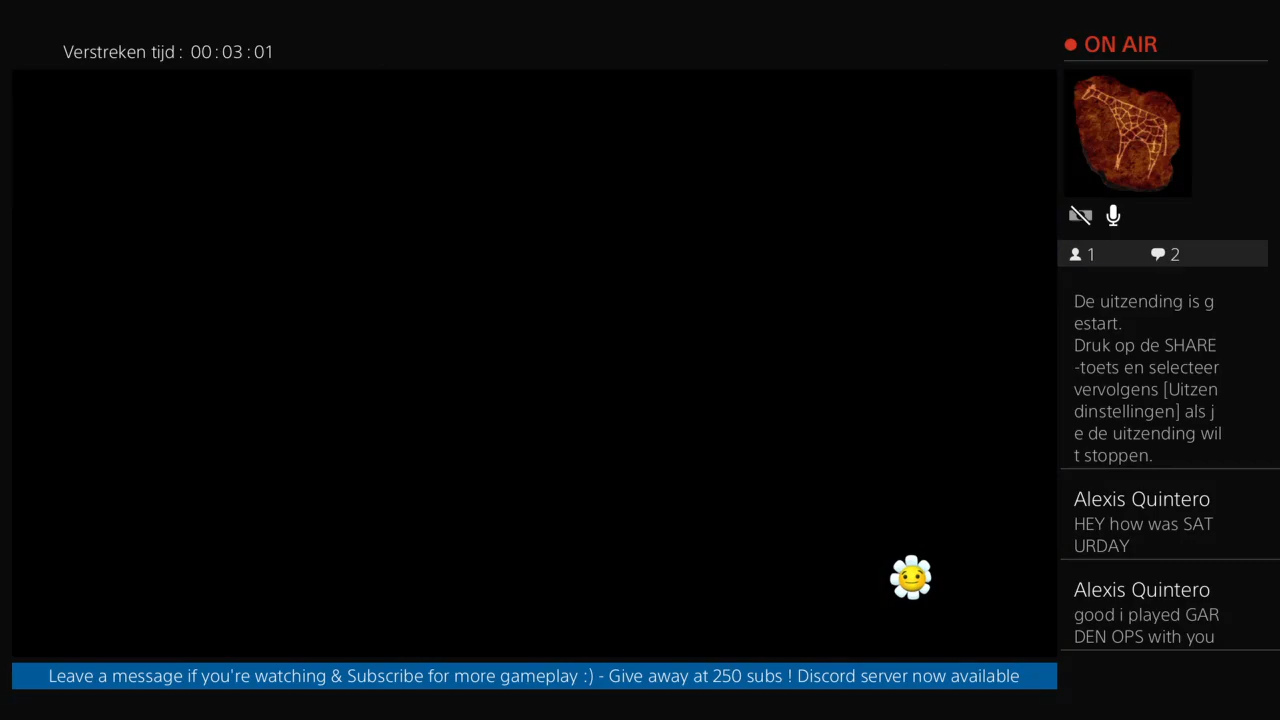 Verstreken tijd : 00:03:01
ON AIR
1
2
De uitzending is g
estart.
Druk op de SHARE
-toets en selecteer
vervolgens [Uitzen
dinstellingen] als j
e de uitzending wil
t stoppen.
Alexis Quintero
HEY how was SAT
URDAY
Alexis Quintero
good i played GAR
DEN OPS with you
Leave a message if you're watching & Subscribe for more gameplay :) - Give away at 250 subs ! Discord server now available